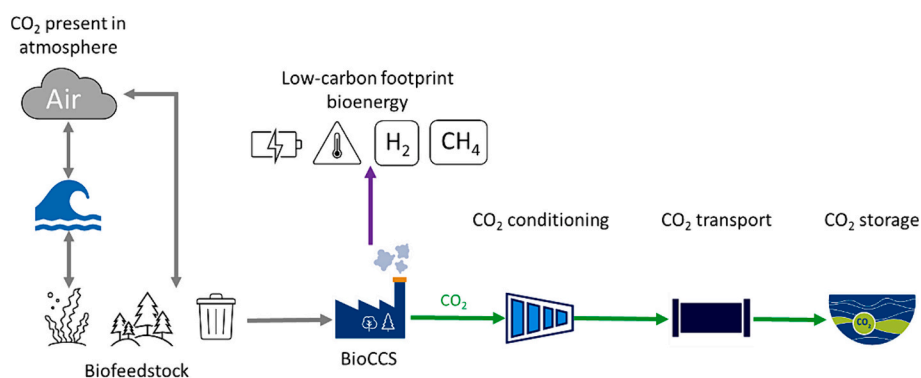 CO₂ present in
atmosphere
Air
Low-carbon footprint
bioenergy
H₂
CH₄
CO₂ conditioning
CO₂ transport
CO₂ storage
CO₂
CO₂
BioCCS
Biofeedstock